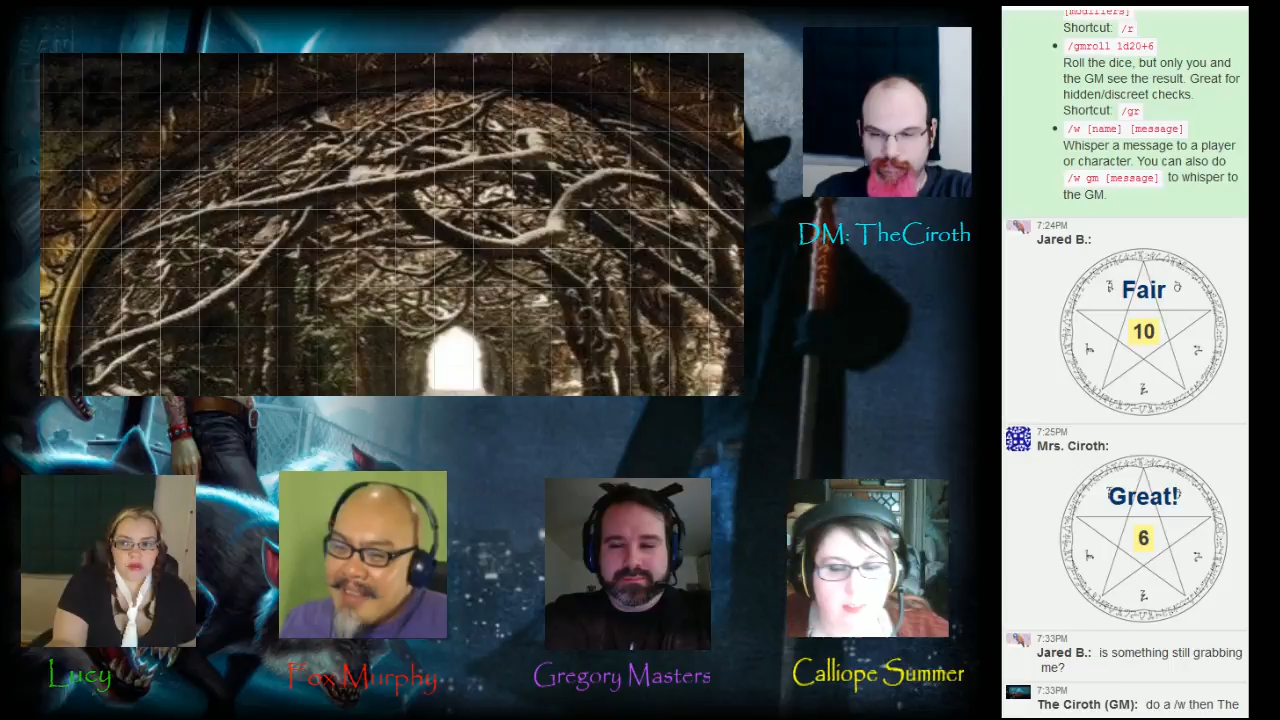 [modifiers]
Shortcut: /r
/gmroll 1d20+6
Roll the dice, but only you and
the GM see the result. Great for
hidden/discreet checks.
Shortcut: /gr
/w [name] [message]
Whisper a message to a player
or character. You can also do
/w gm [message] to whisper to
the GM.
7:24PM
Jared B.:
Fair
10
7:25PM
Mrs. Ciroth:
Great!
6
7:33PM
Jared B.: is something still grabbing
me?
7:33PM
The Ciroth (GM): do a /w then The
DM: TheCiroth
Lucy
Fox Murphy
Gregory Masters
Calliope Summer